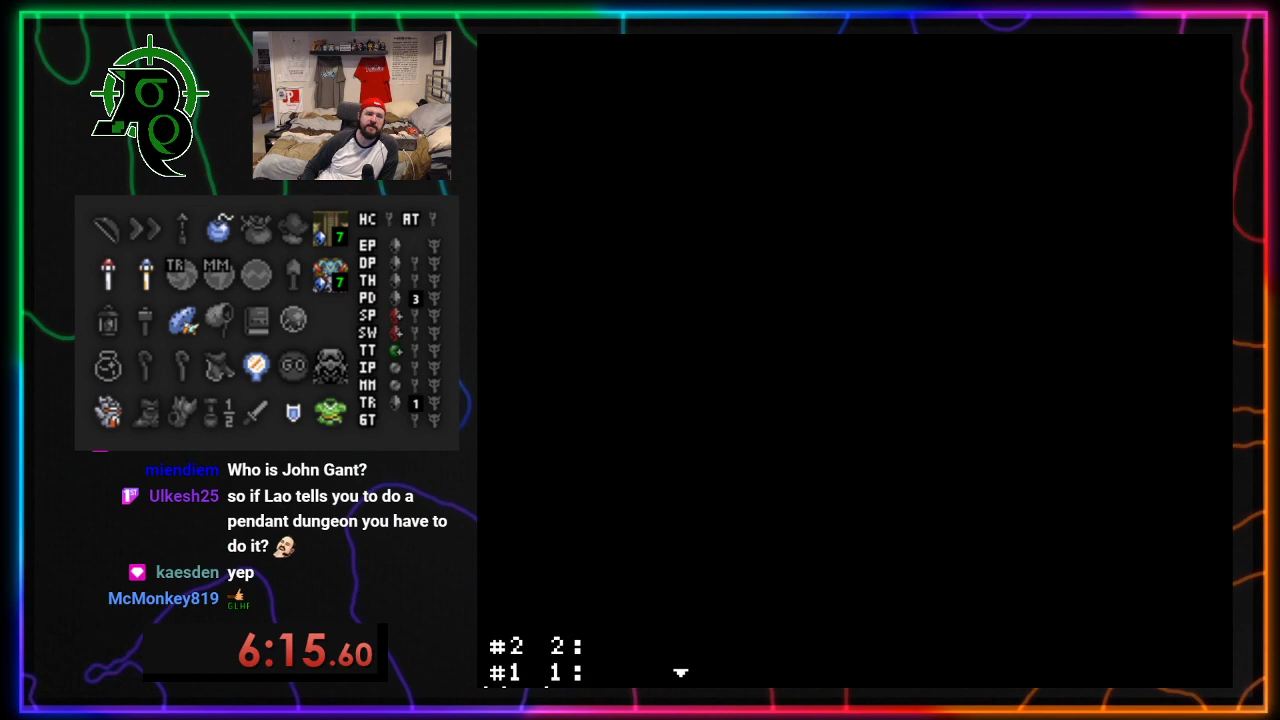 7
HC AT
EP
TR MM
DP
TH
7
PD 3
SP
SW
TT
GO
IP
MM
TR 1
1/2
GT
miendiem Who is John Gant?
1ST Ulkesh25 so if Lao tells you to do a
pendant dungeon you have to
do it?
kaesden yep
McMonkey819 GLHF
6:15.60
#2 2:
#1 1: